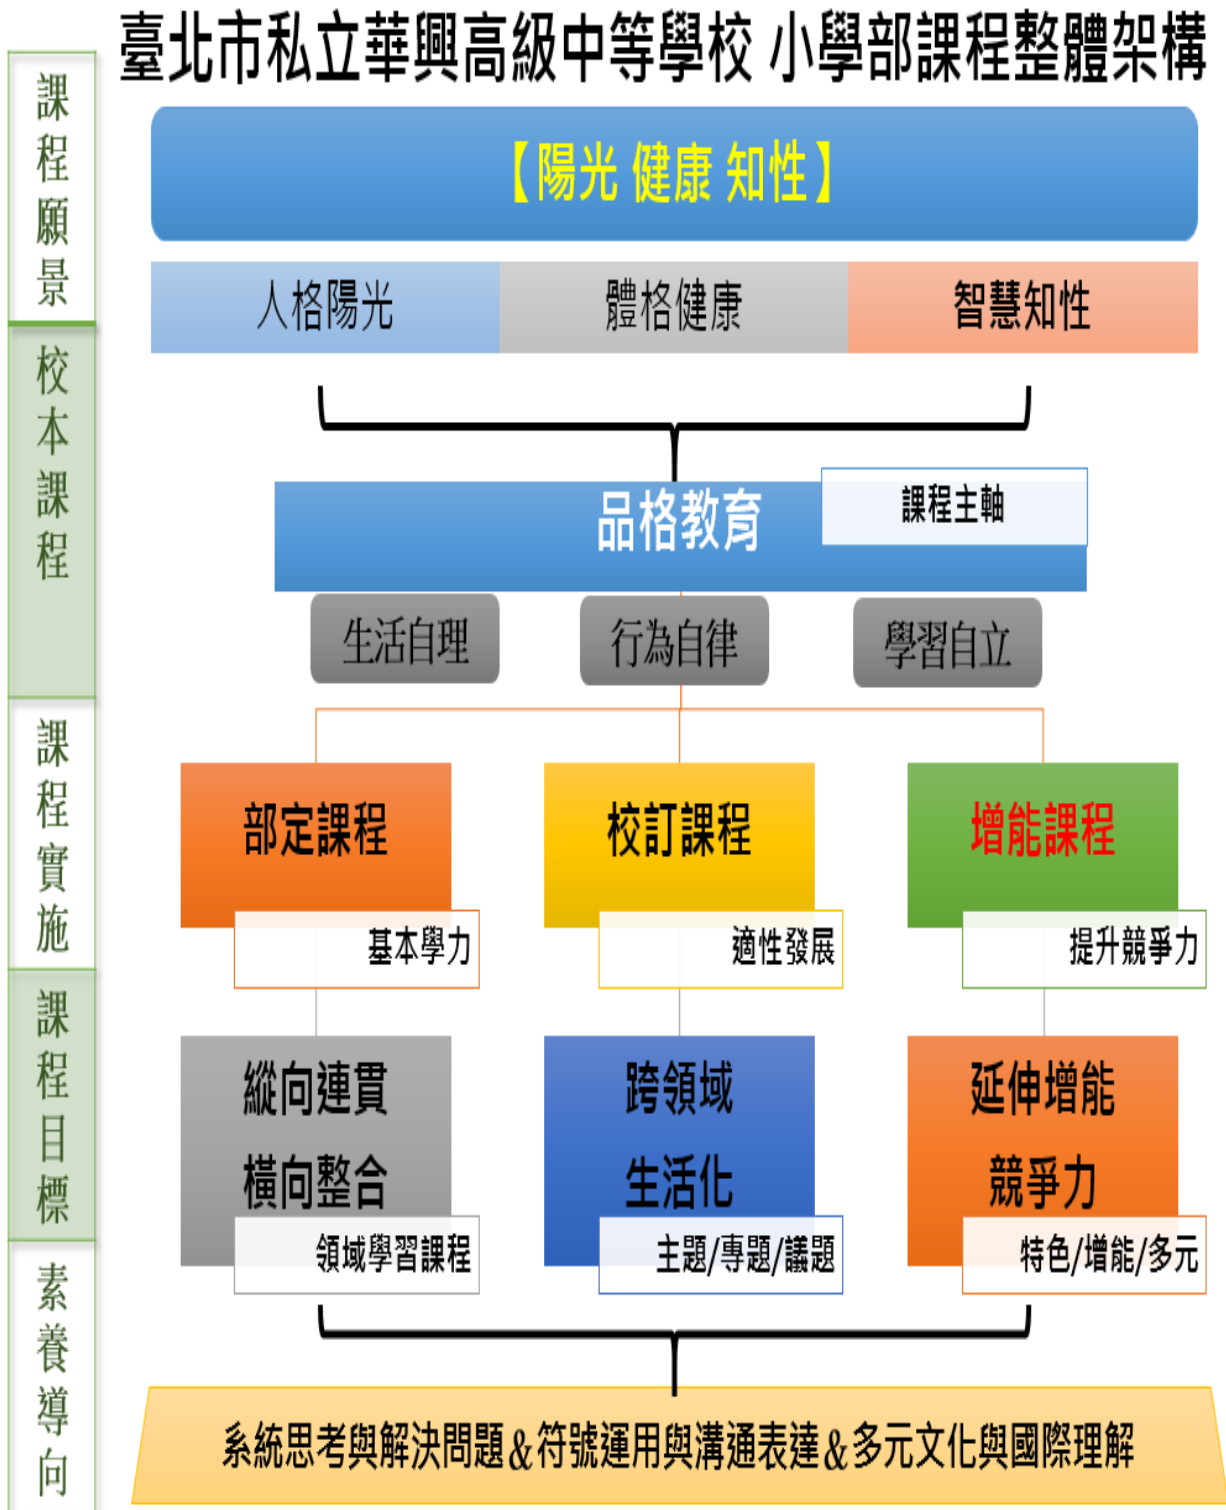 臺北市私立華興高級中等學校 小學部課程整體架構
課程願景
【陽光 健康 知性】
人格陽光
體格健康
智慧知性
校本課程
品格教育
課程主軸
生活自理
行為自律
學習自立
課程實施
部定課程
基本學力
校訂課程
適性發展
增能課程
提升競爭力
課程目標
縱向連貫
橫向整合
領域學習課程
跨領域
生活化
主題/專題/議題
延伸增能
競爭力
特色/增能/多元
素養導向
系統思考與解決問題&符號運用與溝通表達&多元文化與國際理解